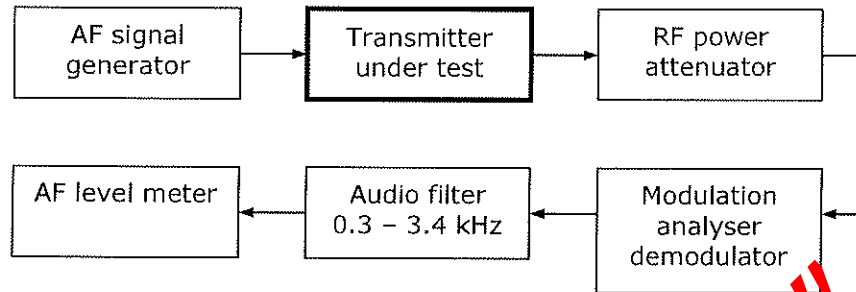 AF signal
generator
Transmitter
under test
RF power
attenuator
AF level meter
Audio filter
0.3 – 3.4 kHz
Modulation
analyser
demodulator